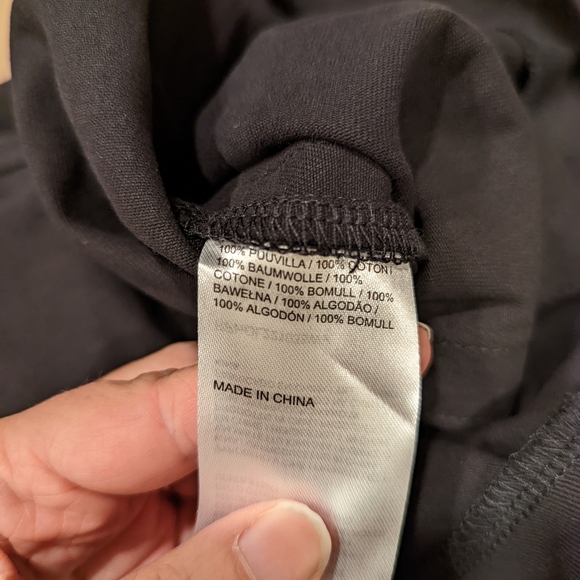 100% PUUVILLA / 100% COTON /
100% BAUMWOLLE / 100%
COTONE / 100% BOMULL / 100%
BAWEŁNA / 100% ALGODÃO /
100% ALGODÓN / 100% BOMULL
MADE IN CHINA